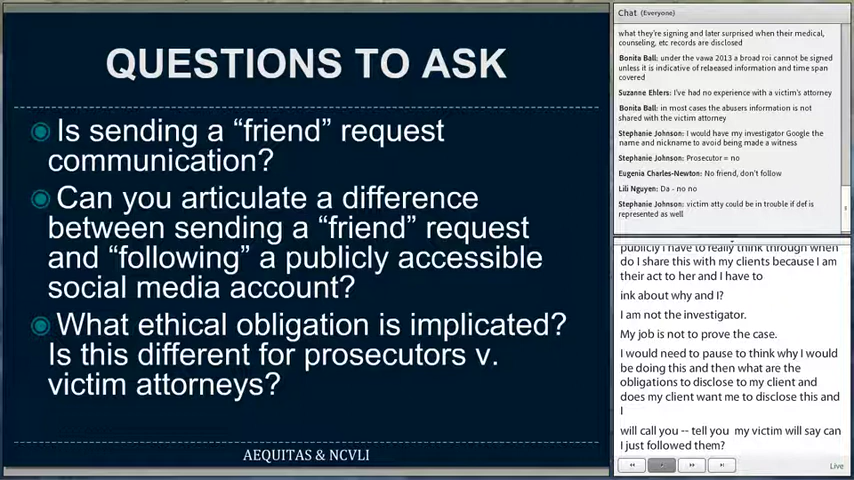 QUESTIONS TO ASK
Is sending a “friend” request
communication?
Can you articulate a difference
between sending a “friend” request
and “following” a publicly accessible
social media account?
What ethical obligation is implicated?
Is this different for prosecutors v.
victim attorneys?
AEQUITAS & NCVLI
Chat (Everyone)
what they're signing and later surprised when their medical,
counseling, etc records are disclosed
Bonita Ball: under the vawa 2013 a broad roi cannot be signed
unless it is indicative of relaeased information and time span
covered
Suzanne Ehlers: I've had no experience with a victim's attorney
Bonita Ball: in most cases the abusers information is not
shared with the victim attorney
Stephanie Johnson: I would have my investigator Google the
name and nickname to avoid being made a witness
Stephanie Johnson: Prosecutor = no
Eugenia Charles-Newton: No friend, don't follow
Lili Nguyen: Da - no no
Stephanie Johnson: victim atty could be in trouble if def is
represented as well
publicly I have to really think through when
do I share this with my clients because I am
their act to her and I have to
ink about why and I?
I am not the investigator.
My job is not to prove the case.
I would need to pause to think why I would
be doing this and then what are the
obligations to disclose to my client and
does my client want me to disclose this and
I
will call you -- tell you my victim will say can
I just followed them?
Live